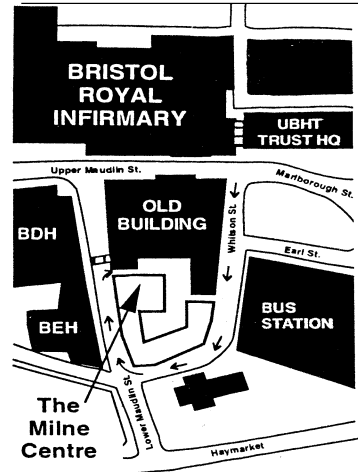 BRISTOL
ROYAL
INFIRMARY
UBHT
TRUST HQ
Upper Maudlin St.
Marlborough St.
OLD
BUILDING
Whitson St.
BDH
Earl St.
BUS
STATION
BEH
The
Milne
Centre
Lower Maudlin St.
Haymarket